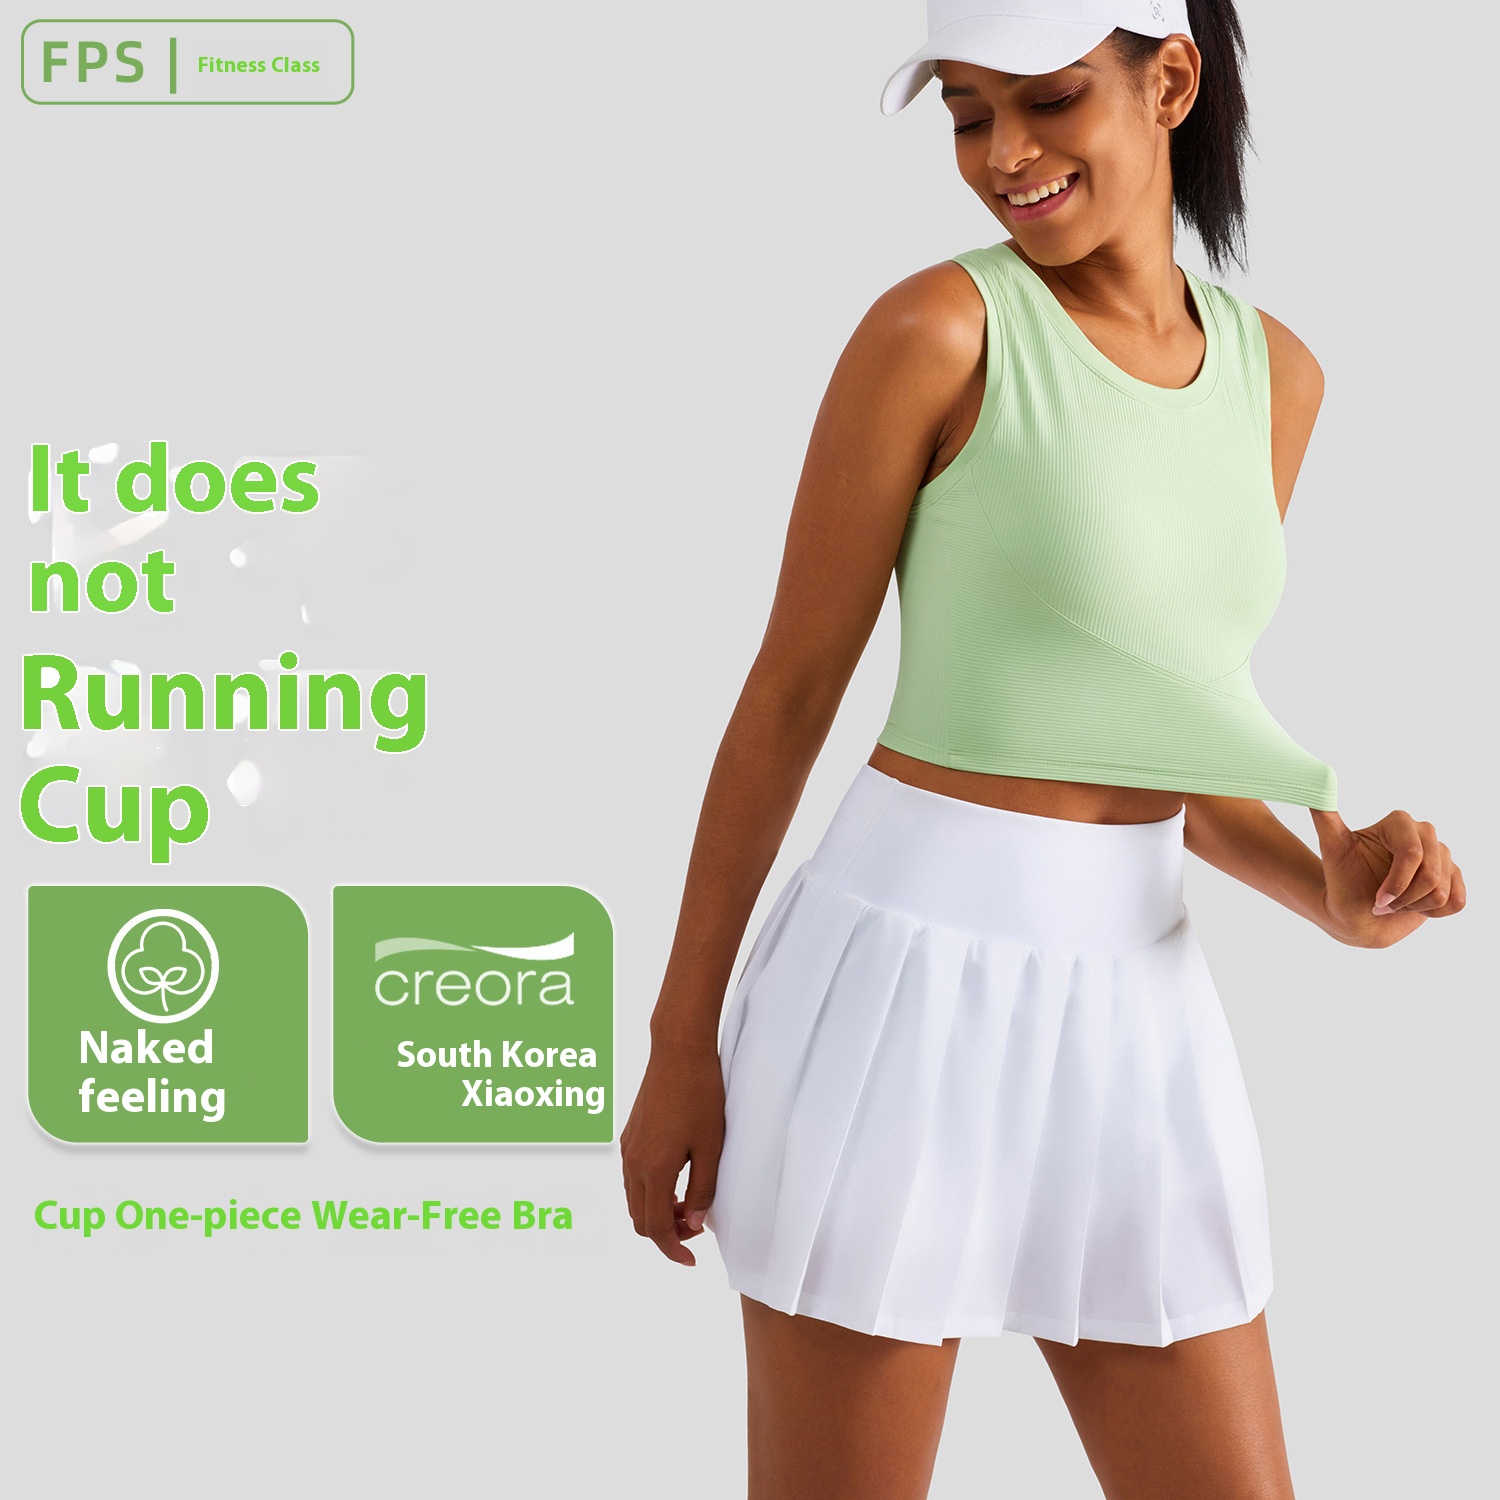 FPS | Fitness Class
It does
not
Running
Cup
Naked
feeling
creora
South Korea
Xiaoxing
Cup One-piece Wear-Free Bra